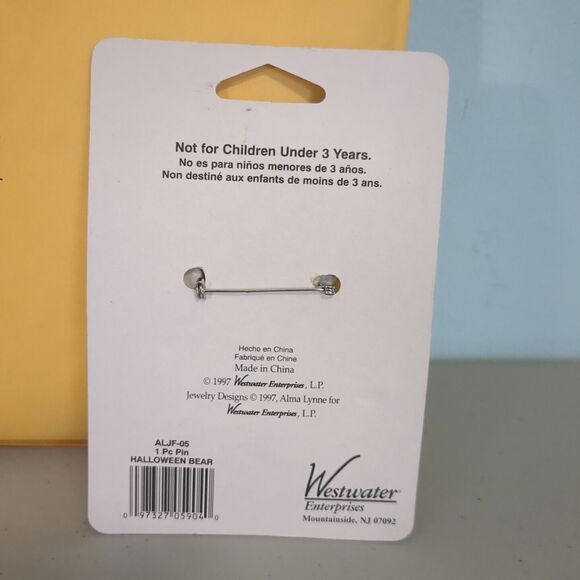 Not for Children Under 3 Years.
No es para niños menores de 3 años.
Non destiné aux enfants de moins de 3 ans.
Hecho en China
Fabriqué en Chine
Made in China
© 1997 Westwater Enterprises, L.P.
Jewelry Designs © 1997, Alma Lynne for
Westwater Enterprises, L.P.
ALJF-05
1 Pc Pin
HALLOWEEN BEAR
0 97327 05904 0
Westwater
Enterprises
Mountainside, NJ 07092